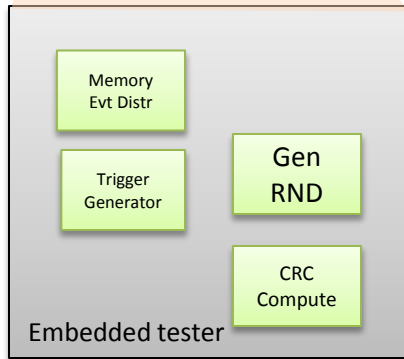 Memory
Evt Distr
Trigger
Generator
Gen
RND
CRC
Compute
Embedded tester